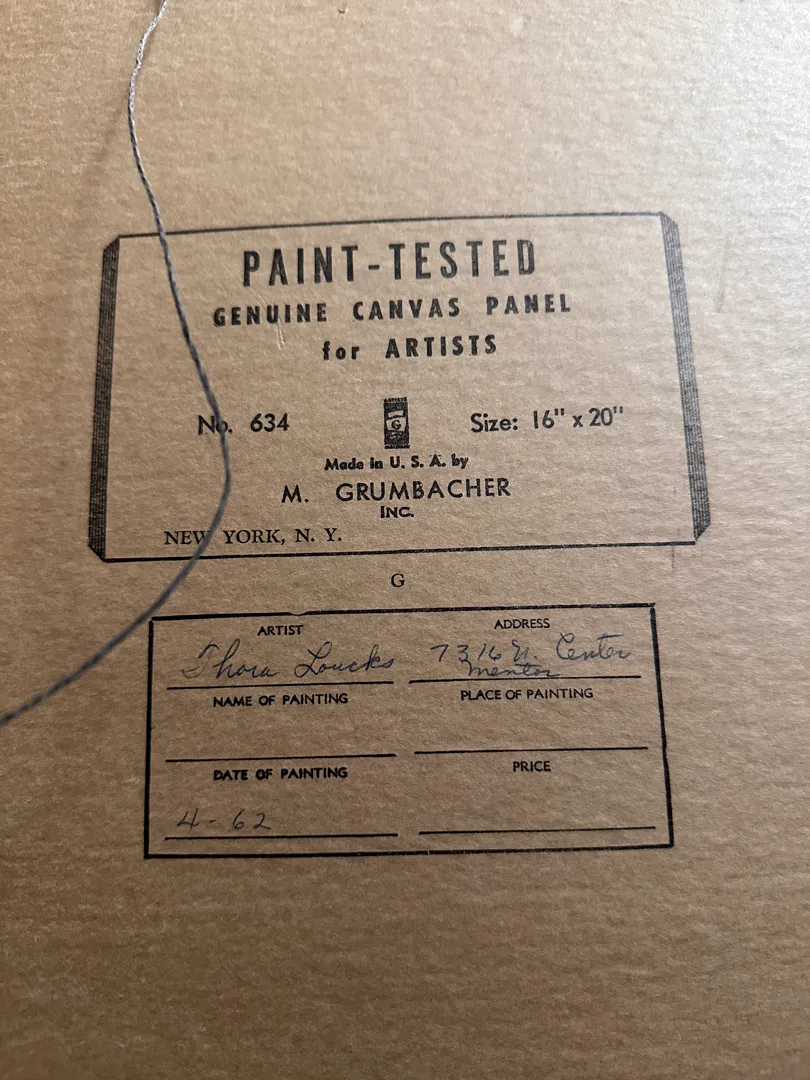 PAINT-TESTED
GENUINE CANVAS PANEL
for ARTISTS
No. 634
G
Size: 16" x 20"
Made in U. S. A. by
M. GRUMBACHER
INC.
NEW YORK, N. Y.
G
ARTIST
Thora Loucks
ADDRESS
7316 N. Center
Mentor
NAME OF PAINTING
PLACE OF PAINTING
DATE OF PAINTING
4-62
PRICE